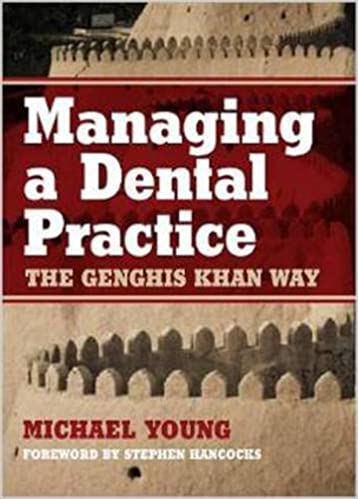 Managing
a Dental
Practice
THE GENGHIS KHAN WAY
MICHAEL YOUNG
FOREWORD BY STEPHEN HANCOCKS